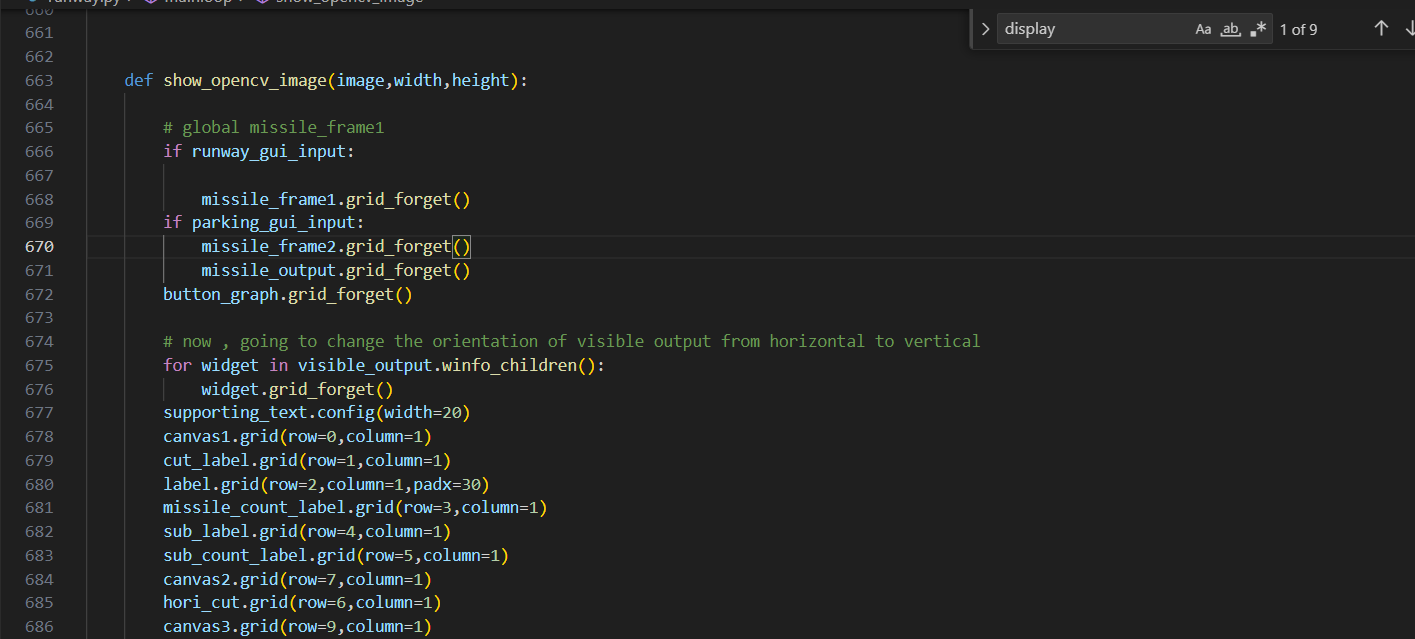 runway.py > mainloop > show_opencv_image
display Aa ab .* 1 of 9
660
661
662
663 def show_opencv_image(image,width,height):
664
665 # global missile_frame1
666 if runway_gui_input:
667
668 missile_frame1.grid_forget()
669 if parking_gui_input:
670 missile_frame2.grid_forget()
671 missile_output.grid_forget()
672 button_graph.grid_forget()
673
674 # now , going to change the orientation of visible output from horizontal to vertical
675 for widget in visible_output.winfo_children():
676 widget.grid_forget()
677 supporting_text.config(width=20)
678 canvas1.grid(row=0,column=1)
679 cut_label.grid(row=1,column=1)
680 label.grid(row=2,column=1,padx=30)
681 missile_count_label.grid(row=3,column=1)
682 sub_label.grid(row=4,column=1)
683 sub_count_label.grid(row=5,column=1)
684 canvas2.grid(row=7,column=1)
685 hori_cut.grid(row=6,column=1)
686 canvas3.grid(row=9,column=1)